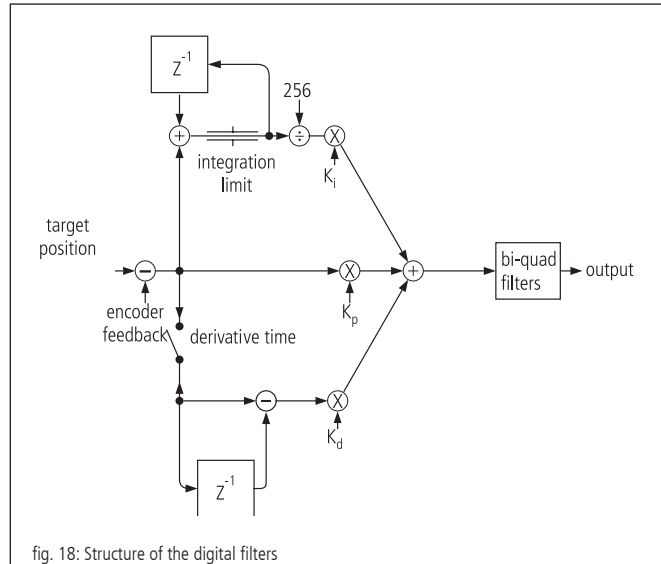 Z-1
256
+
÷
X
integration
limit
Ki
target
position
−
X
+
bi-quad
filters
output
encoder
feedback
Kp
derivative time
−
X
Kd
Z-1
fig. 18: Structure of the digital filters